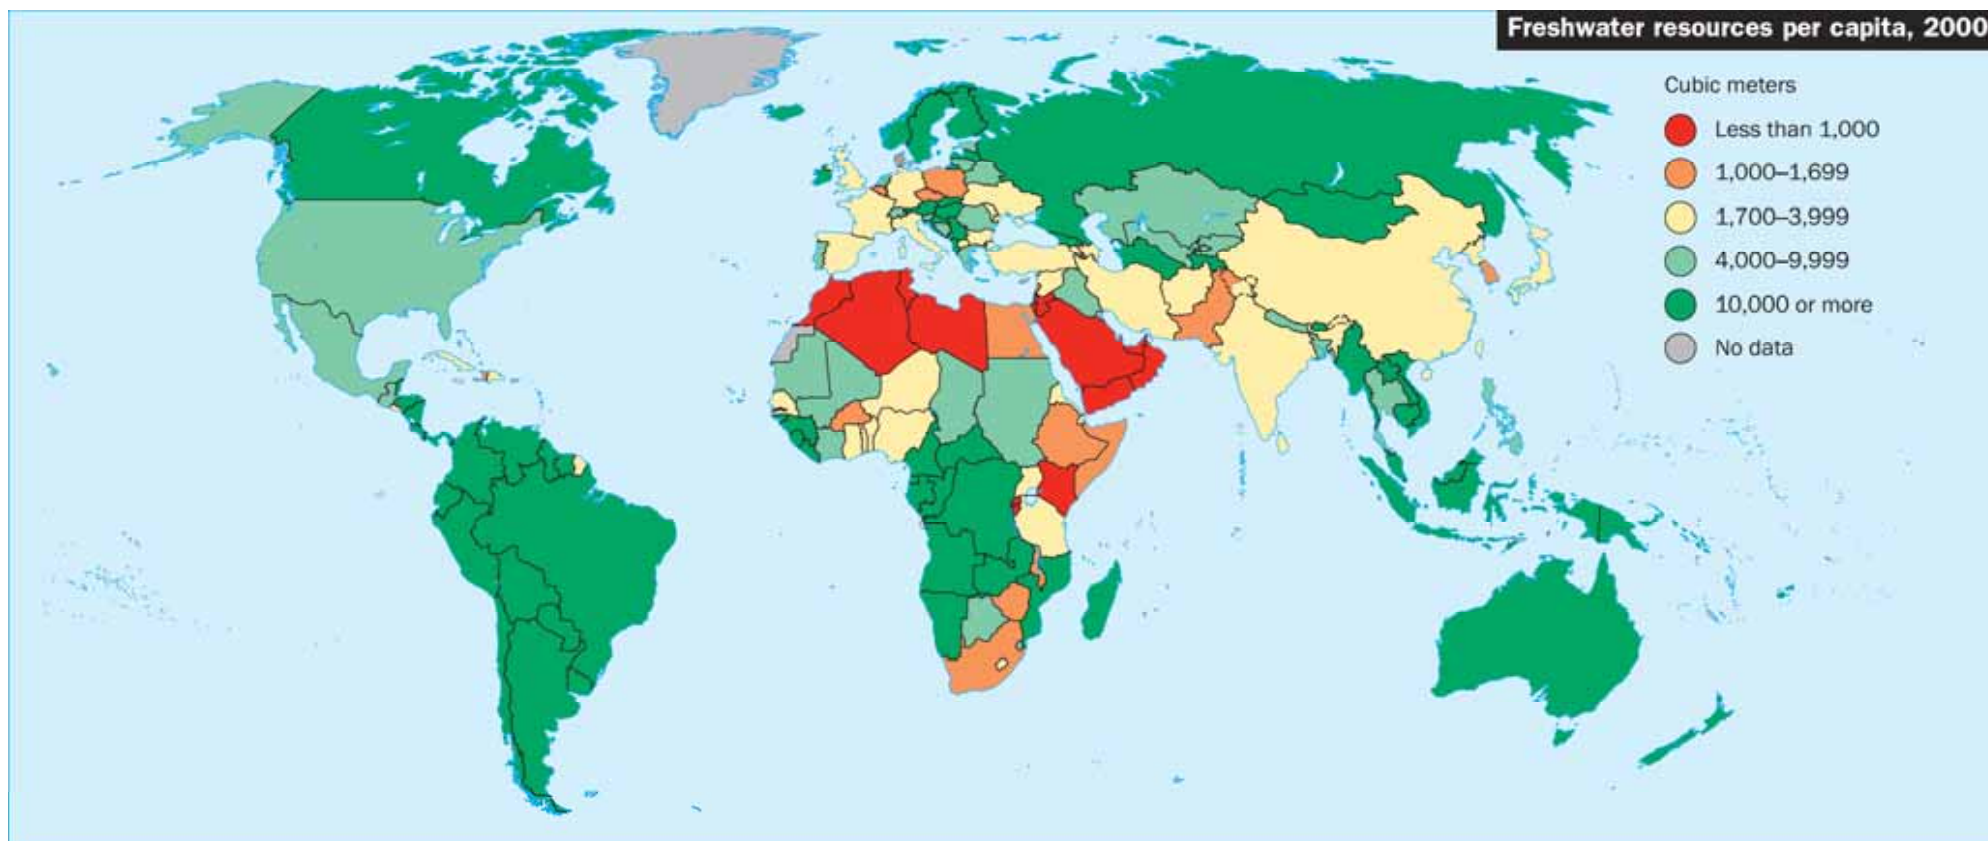 Freshwater resources per capita, 2000
Cubic meters
Less than 1,000
1,000–1,699
1,700–3,999
4,000–9,999
10,000 or more
No data